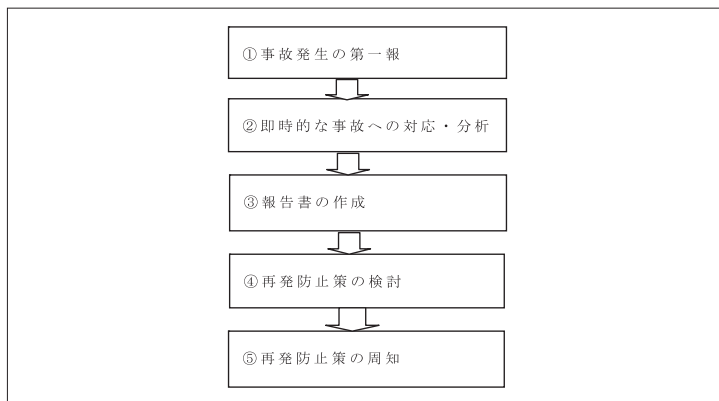 ①事故発生の第一報
②即時的な事故への対応・分析
③報告書の作成
④再発防止策の検討
⑤再発防止策の周知